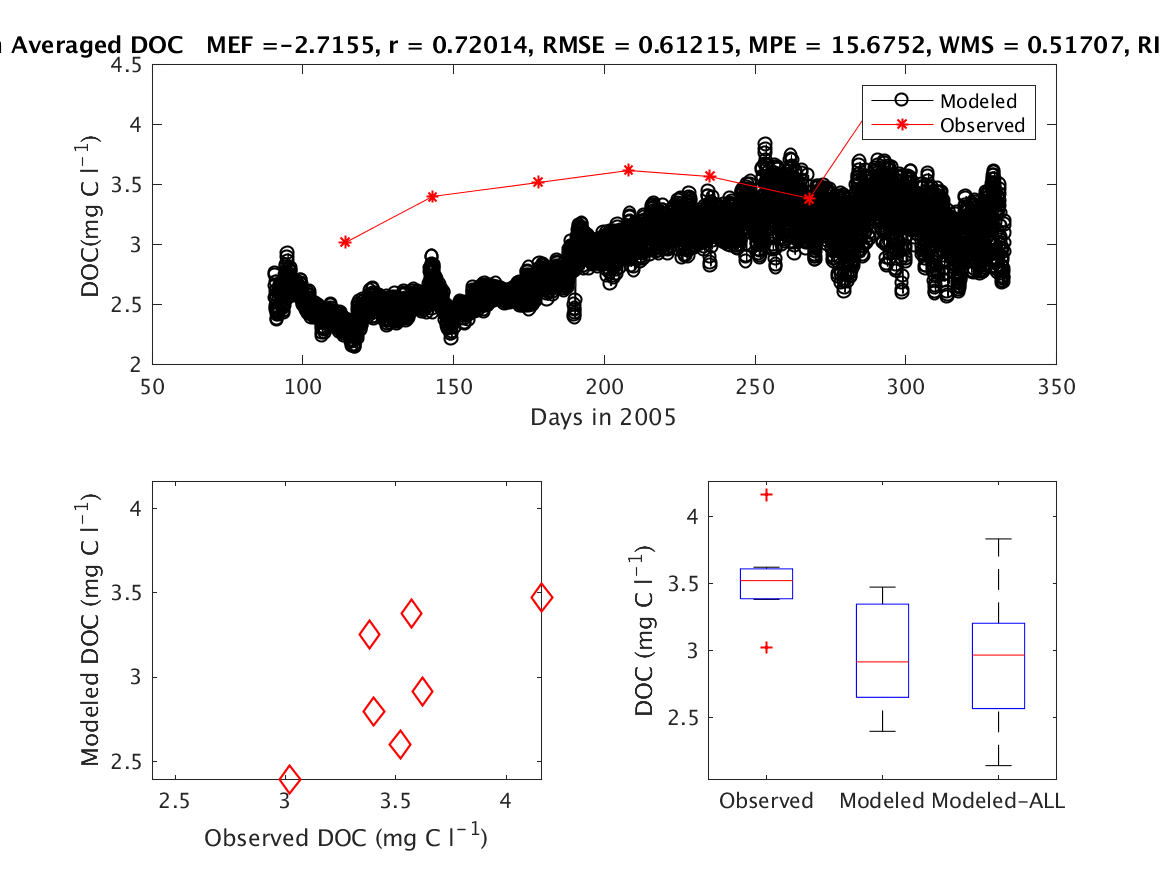 Averaged DOC MEF =-2.7155, r = 0.72014, RMSE = 0.61215, MPE = 15.6752, WMS = 0.51707, RI
4.5
4
3.5
3
2.5
2
DOC(mg C l⁻¹)
Modeled
Observed
50 100 150 200 250 300 350
Days in 2005
4
3.5
3
2.5
Modeled DOC (mg C l⁻¹)
2.5 3 3.5 4
Observed DOC (mg C l⁻¹)
4
3.5
3
2.5
DOC (mg C l⁻¹)
Observed Modeled Modeled-ALL